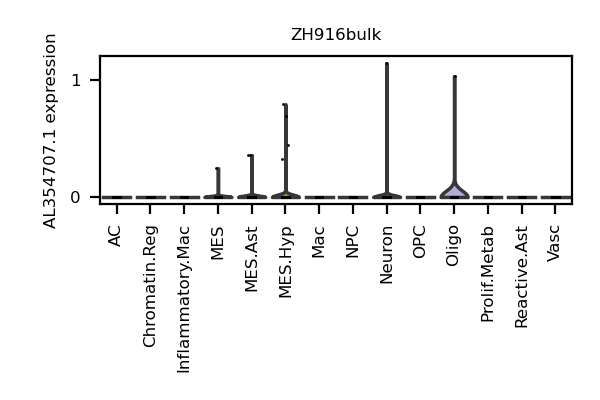 ZH916bulk
AL354707.1 expression
1
0
AC
Chromatin.Reg
Inflammatory.Mac
MES
MES.Ast
MES.Hyp
Mac
NPC
Neuron
OPC
Oligo
Prolif.Metab
Reactive.Ast
Vasc